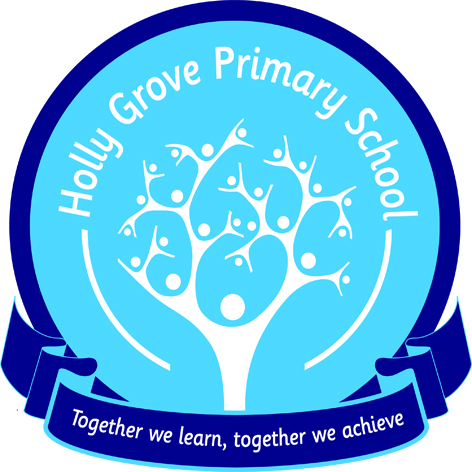 Holly Grove Primary School
Together we learn, together we achieve